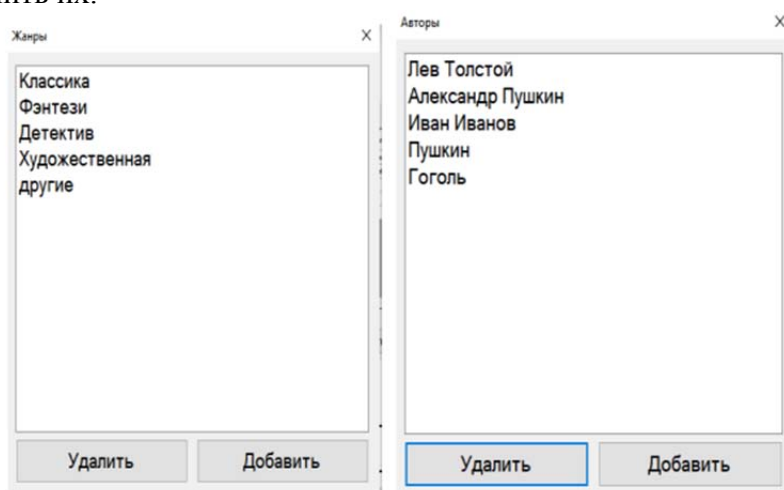 их.
Жанры
Классика
Фэнтези
Детектив
Художественная
другие
Удалить Добавить
Авторы
Лев Толстой
Александр Пушкин
Иван Иванов
Пушкин
Гоголь
Удалить Добавить